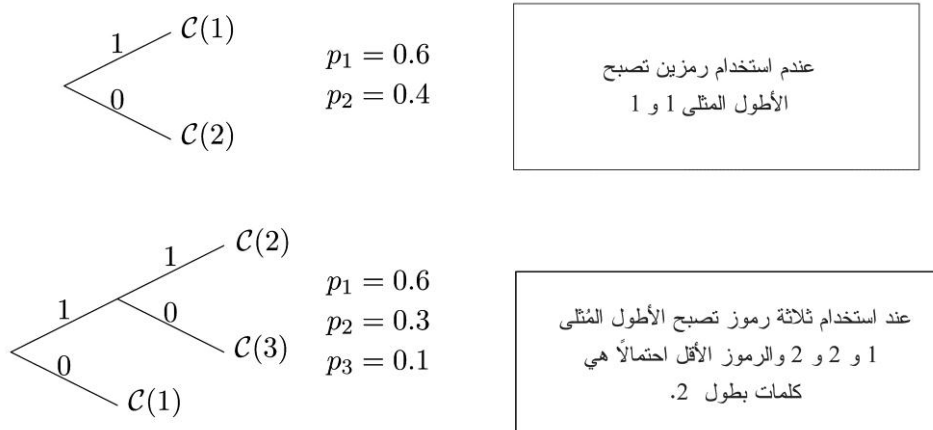 1
C(1)
0
C(2)
p₁ = 0.6
p₂ = 0.4
عندم استخدام رمزين تصبح
الأطول المثلى 1 و 1
1
C(2)
1
0
C(3)
0
C(1)
p₁ = 0.6
p₂ = 0.3
p₃ = 0.1
عند استخدام ثلاثة رموز تصبح الأطول المُثلى
1 و 2 و 2 والرموز الأقل احتمالًا هي
كلمات بطول 2.